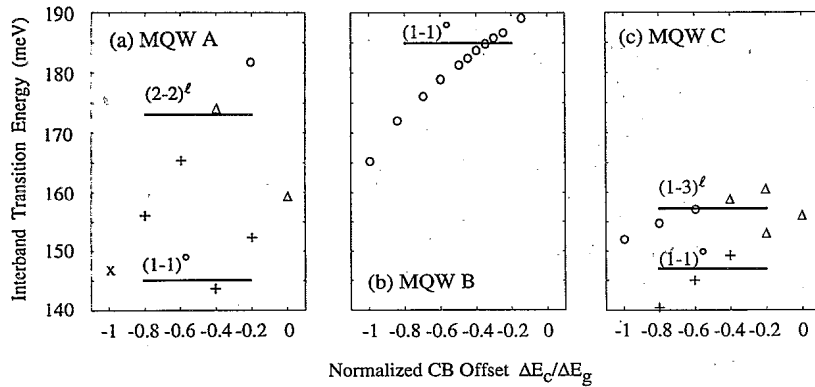 Interband Transition Energy (meV)
190
180
170
160
150
140
(a) MQW A
(2-2)ℓ
(1-1)°
-1 -0.8 -0.6 -0.4 -0.2 0
(1-1)°
(b) MQW B
-1 -0.8 -0.6 -0.4 -0.2 0
(c) MQW C
(1-3)ℓ
(1-1)°
-1 -0.8 -0.6 -0.4 -0.2 0
Normalized CB Offset ΔEc/ΔEg